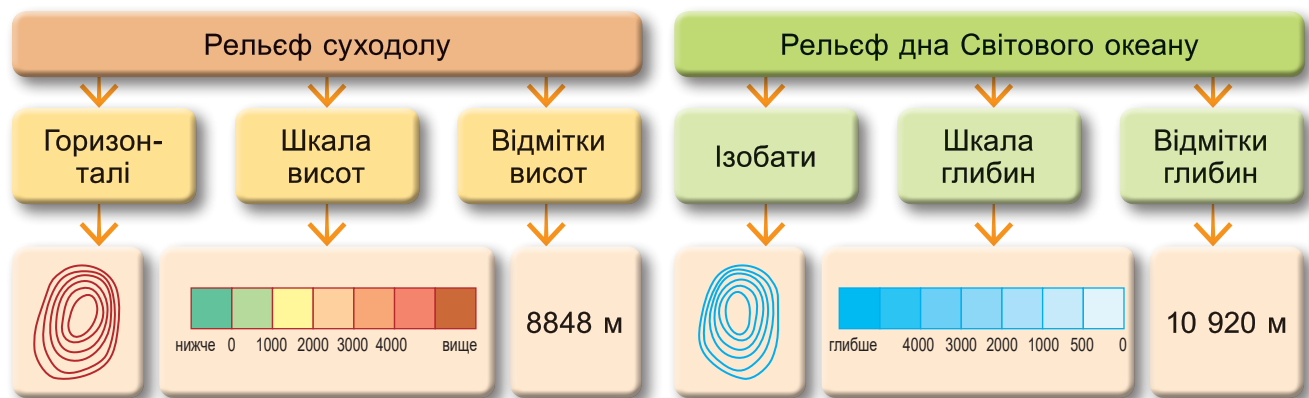 Рельєф суходолу
Горизон-
талі
Шкала
висот
Відмітки
висот
нижче 0 1000 2000 3000 4000 вище
8848 м
Рельєф дна Світового океану
Ізобати
Шкала
глибин
Відмітки
глибин
глибше 4000 3000 2000 1000 500 0
10 920 м